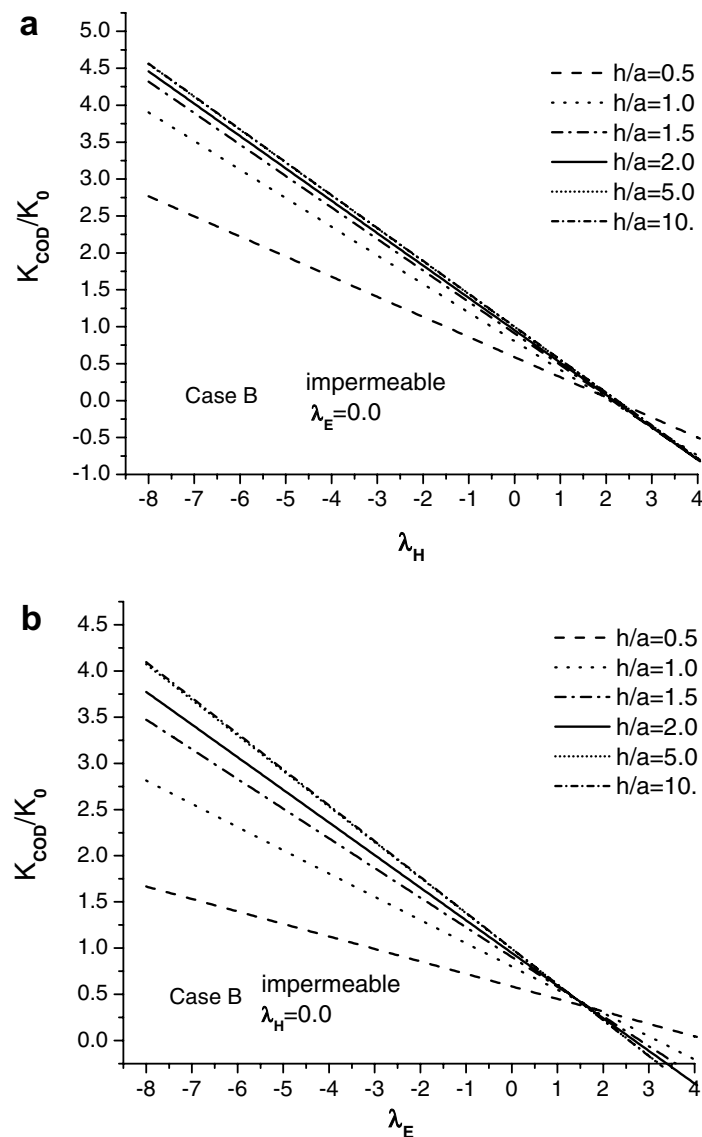 a
5.0
4.5
4.0
3.5
3.0
2.5
2.0
1.5
1.0
0.5
0.0
-0.5
-1.0
K_COD/K_0
h/a=0.5
h/a=1.0
h/a=1.5
h/a=2.0
h/a=5.0
h/a=10.
Case B impermeable
λ_E=0.0
-8 -7 -6 -5 -4 -3 -2 -1 0 1 2 3 4
λ_H
b
4.5
4.0
3.5
3.0
2.5
2.0
1.5
1.0
0.5
0.0
K_COD/K_0
h/a=0.5
h/a=1.0
h/a=1.5
h/a=2.0
h/a=5.0
h/a=10.
Case B impermeable
λ_H=0.0
-8 -7 -6 -5 -4 -3 -2 -1 0 1 2 3 4
λ_E